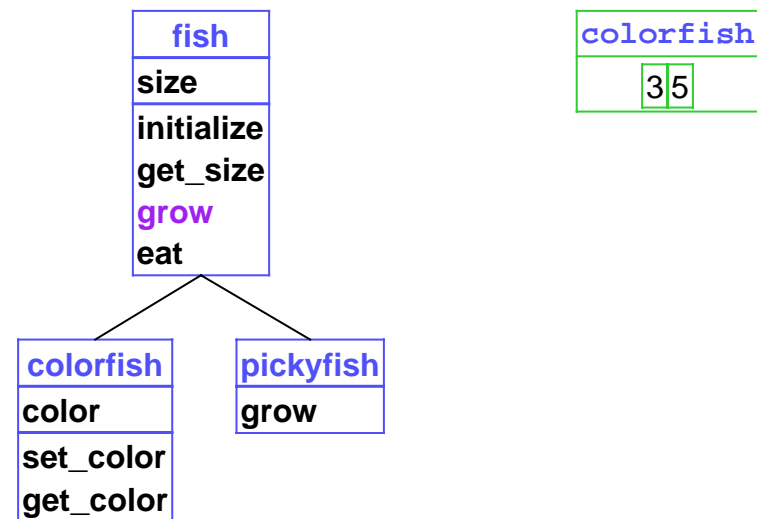 fish
size
initialize
get_size
grow
eat
colorfish
3 5
colorfish
color
set_color
get_color
pickyfish
grow